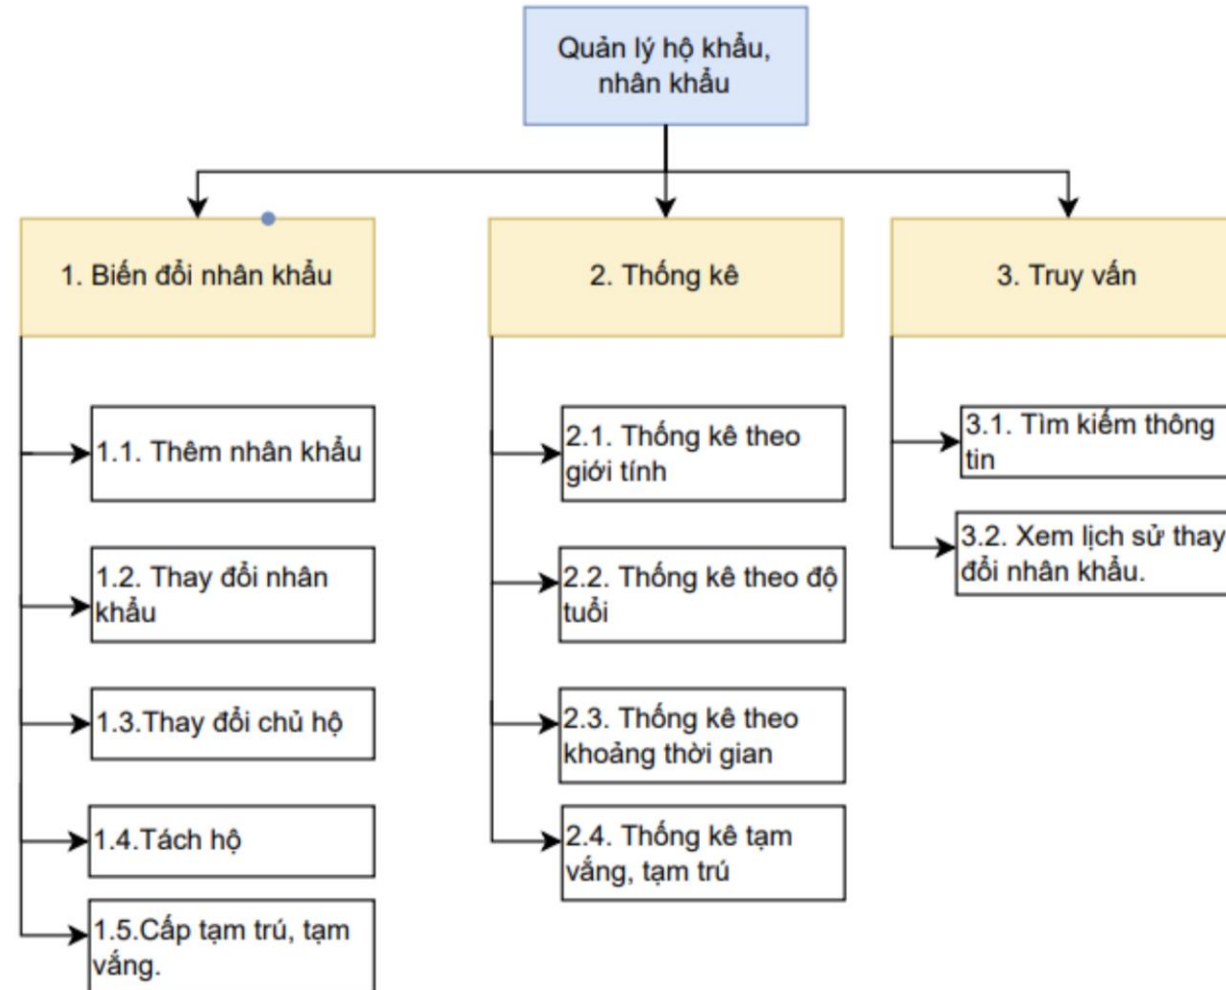 Quản lý hộ khẩu,
nhân khẩu
1. Biến đổi nhân khẩu
2. Thống kê
3. Truy vấn
1.1. Thêm nhân khẩu
1.2. Thay đổi nhân
khẩu
1.3.Thay đổi chủ hộ
1.4.Tách hộ
1.5.Cấp tạm trú, tạm
vắng.
2.1. Thống kê theo
giới tính
2.2. Thống kê theo độ
tuổi
2.3. Thống kê theo
khoảng thời gian
2.4. Thống kê tạm
vắng, tạm trú
3.1. Tìm kiếm thông
tin
3.2. Xem lịch sử thay
đổi nhân khẩu.